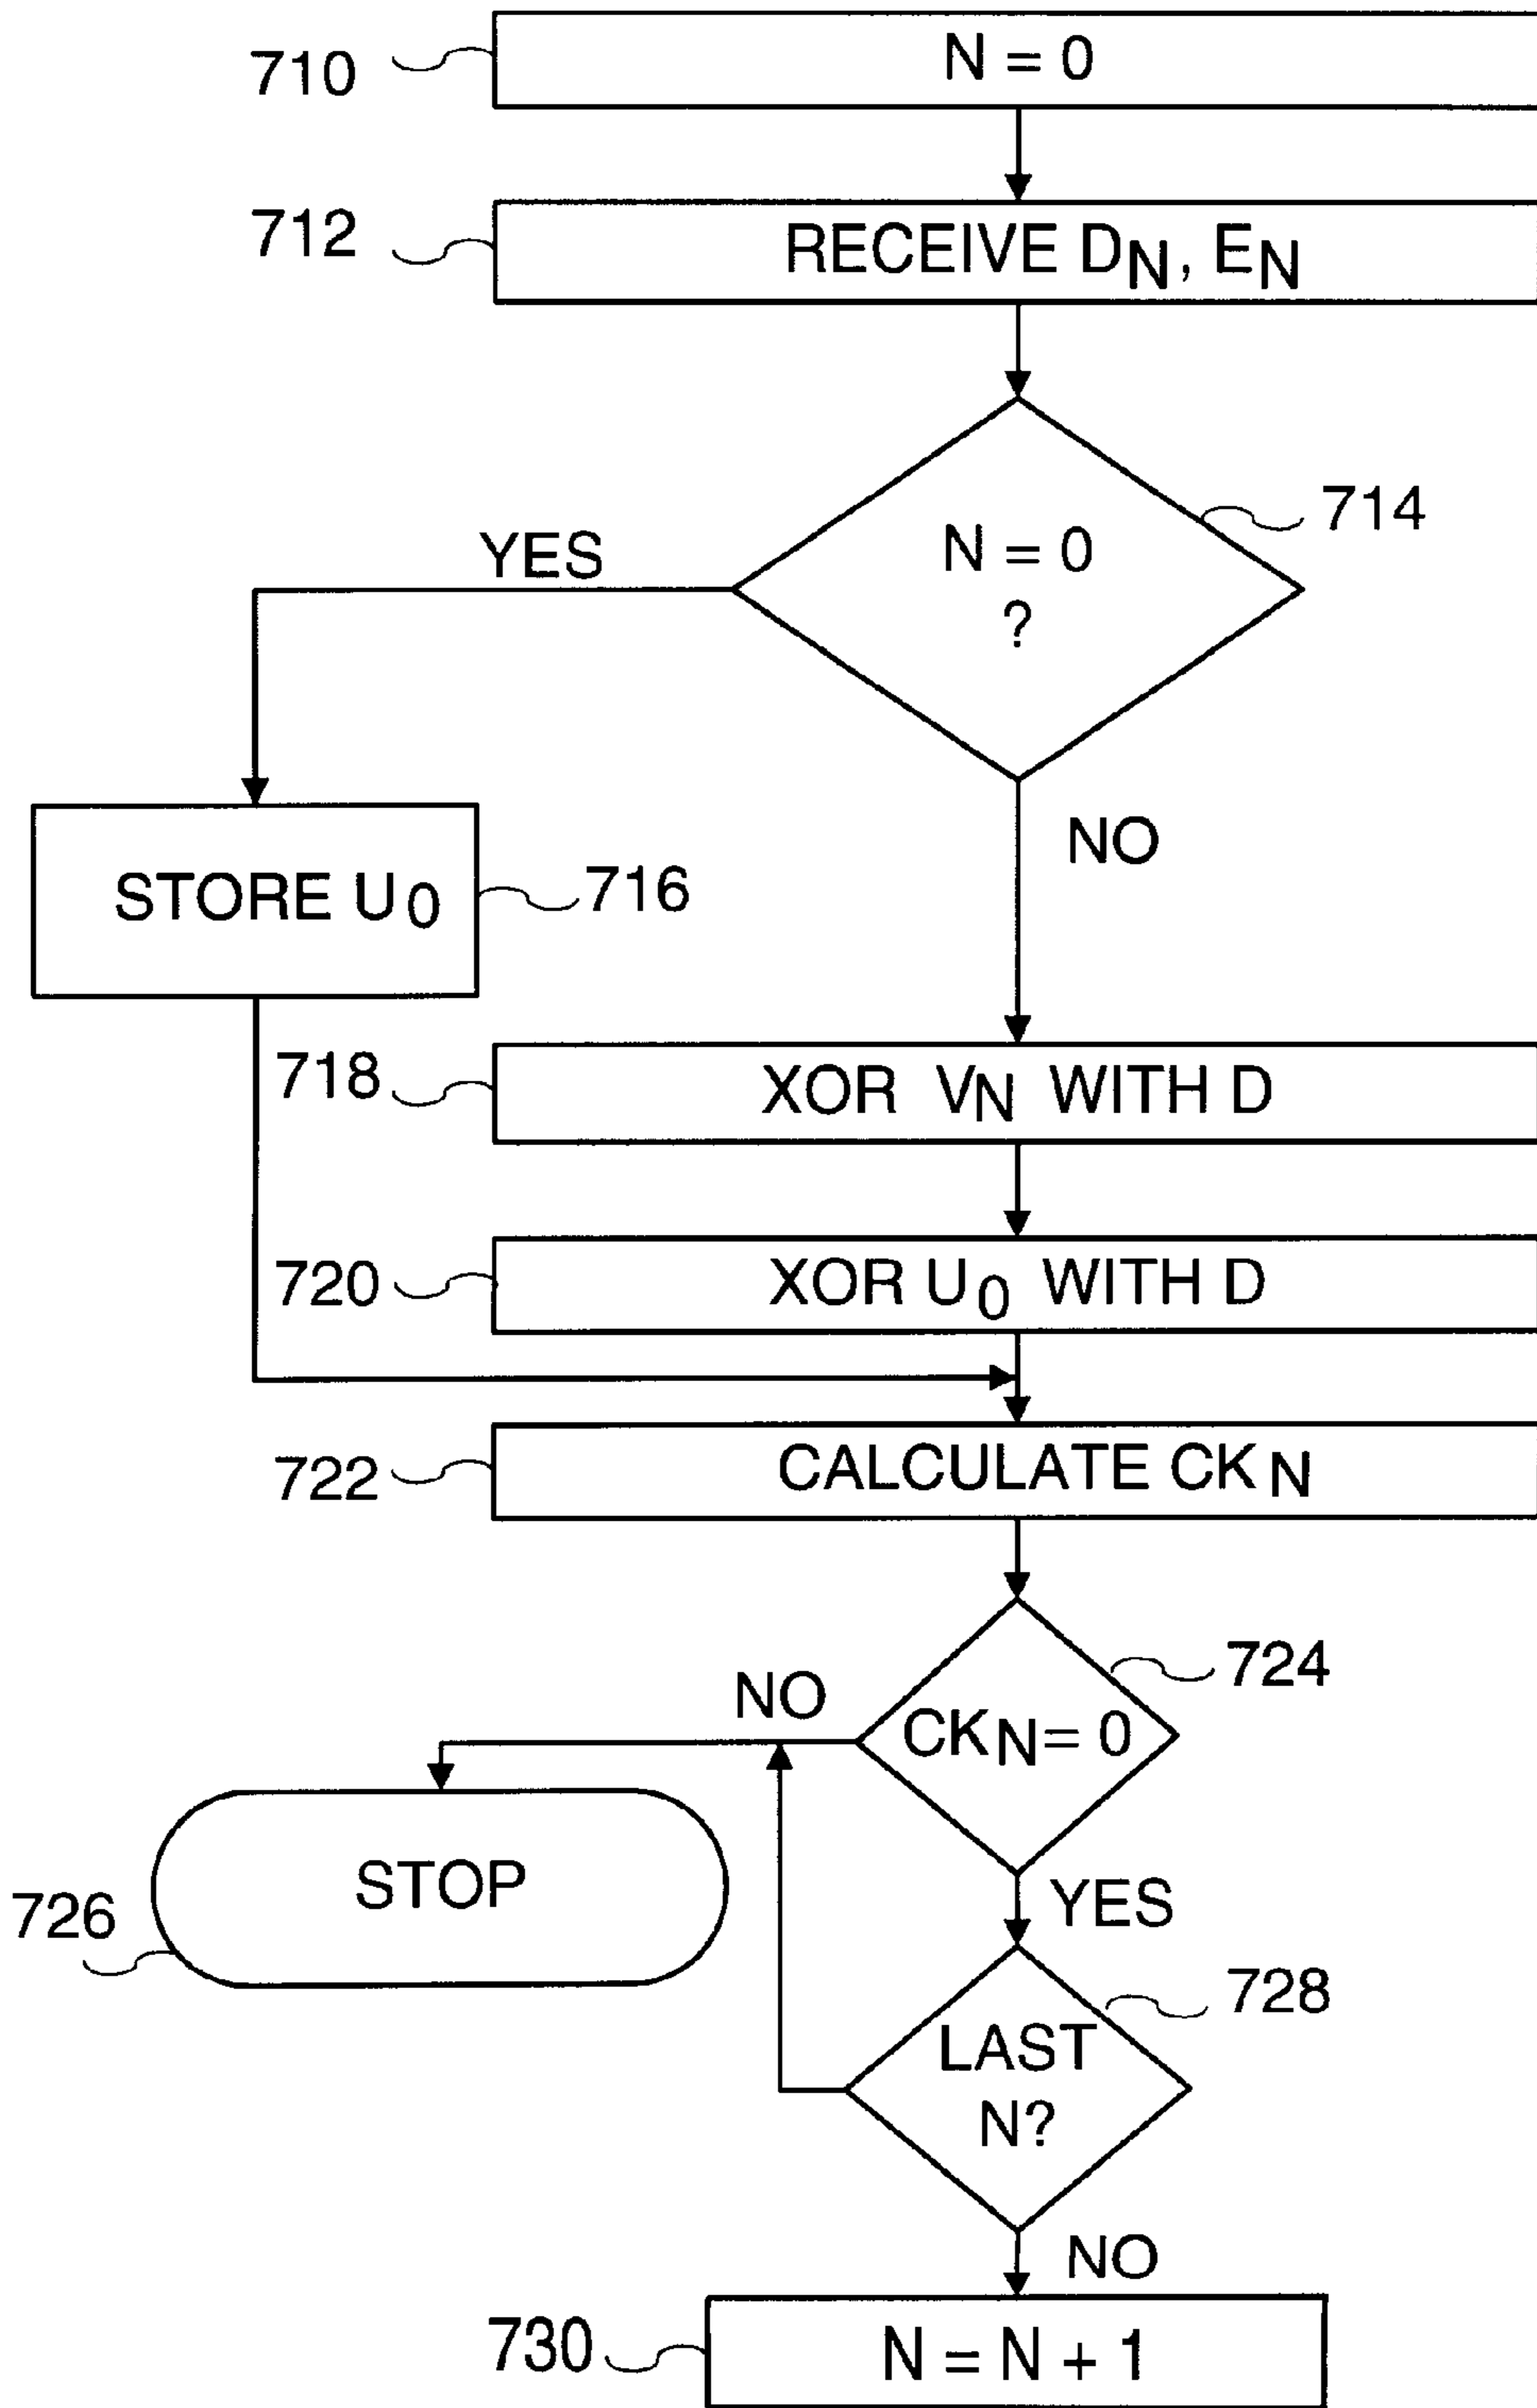 710
N = 0
712
RECEIVE DN, EN
714
N = 0
?
YES
NO
STORE U0
716
718
XOR VN WITH D
720
XOR U0 WITH D
722
CALCULATE CKN
724
NO
CKN = 0
STOP
726
YES
728
LAST
N?
NO
730
N = N + 1